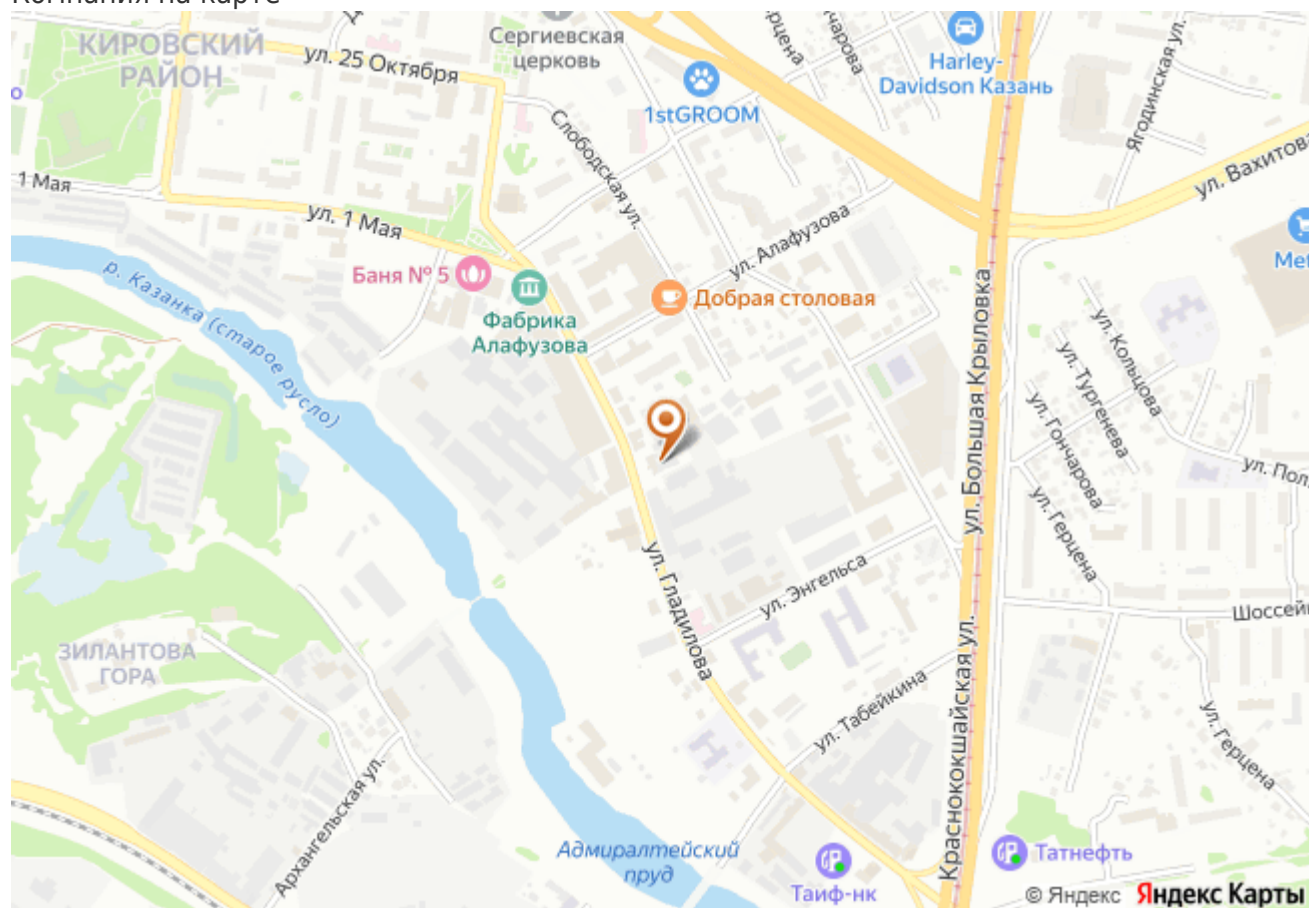 Компания на карте
КИРОВСКИЙ
РАЙОН
ул. 25 Октября
Сергиевская
церковь
1stGROOM
Harley-
Davidson Казань
Ягодинская ул.
ул. Вахитова
1 Мая
ул. 1 Мая
Слободская ул.
ул. Алафузова
Баня № 5
Фабрика
Алафузова
Добрая столовая
р. Казанка (старое русло)
ул. Большая Крыловка
ул. Кольцова
ул. Тургенева
ул. Гончарова
ул. Герцена
ул. Гладилова
ул. Энгельса
ЗИЛАНТОВА
ГОРА
ул. Табейкина
Краснококшайская ул.
ул. Герцена
Архангельская ул.
Адмиралтейский
пруд
Таиф-нк
Татнефть
© Яндекс Яндекс Карты